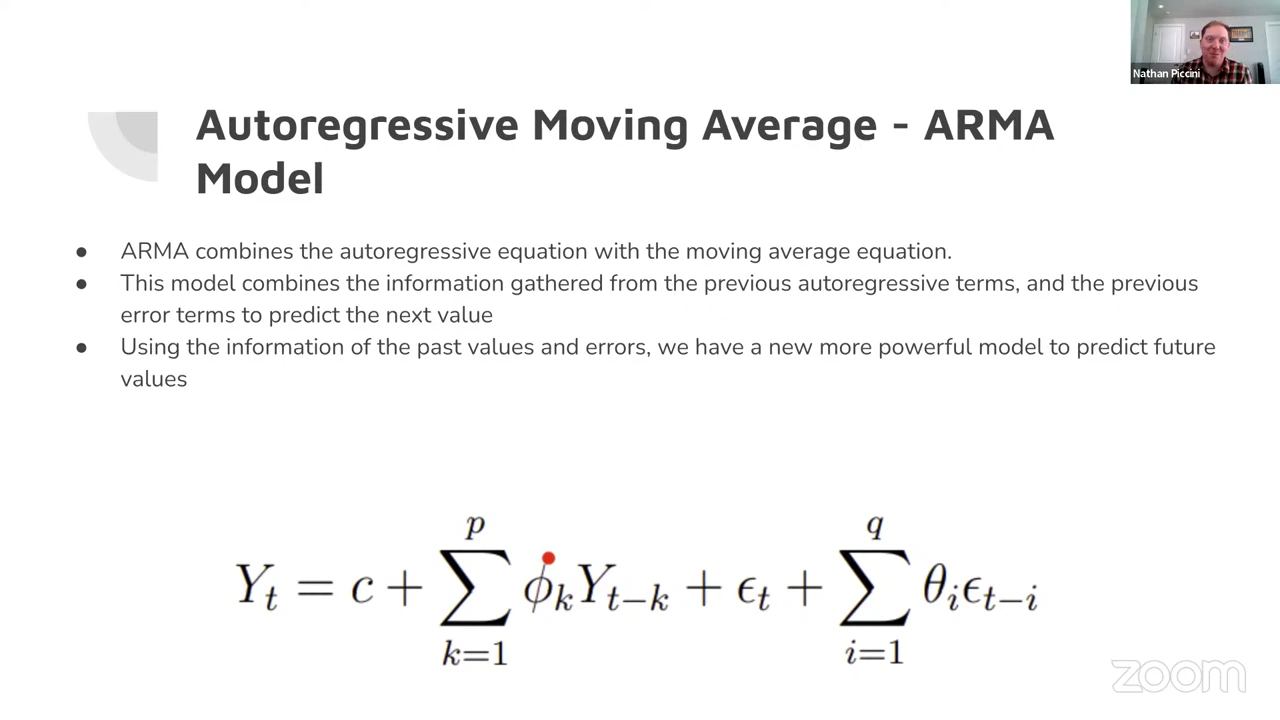 Nathan Piccini
Autoregressive Moving Average - ARMA
Model
● ARMA combines the autoregressive equation with the moving average equation.
● This model combines the information gathered from the previous autoregressive terms, and the previous
error terms to predict the next value
● Using the information of the past values and errors, we have a new more powerful model to predict future
values
Y_t = c + \sum_{k=1}^{p} \phi_k Y_{t-k} + \epsilon_t + \sum_{i=1}^{q} \theta_i \epsilon_{t-i}
zoom